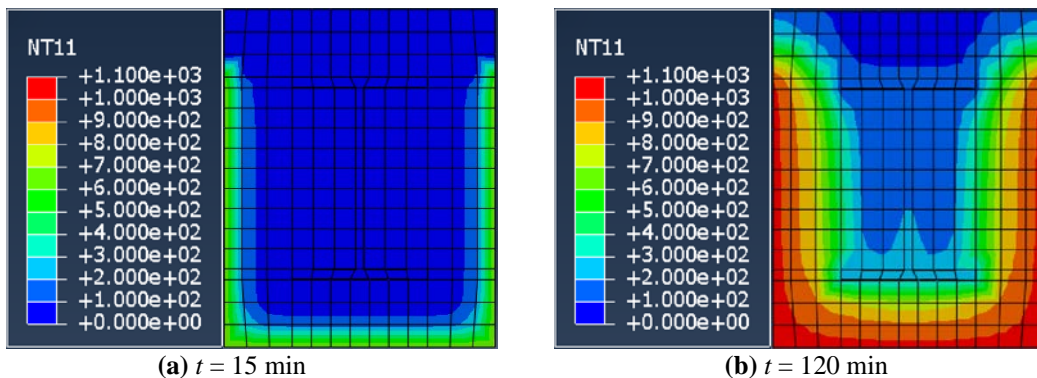 NT11
+1.100e+03
+1.000e+03
+9.000e+02
+8.000e+02
+7.000e+02
+6.000e+02
+5.000e+02
+4.000e+02
+3.000e+02
+2.000e+02
+1.000e+02
+0.000e+00
(a) t = 15 min
NT11
+1.100e+03
+1.000e+03
+9.000e+02
+8.000e+02
+7.000e+02
+6.000e+02
+5.000e+02
+4.000e+02
+3.000e+02
+2.000e+02
+1.000e+02
+0.000e+00
(b) t = 120 min